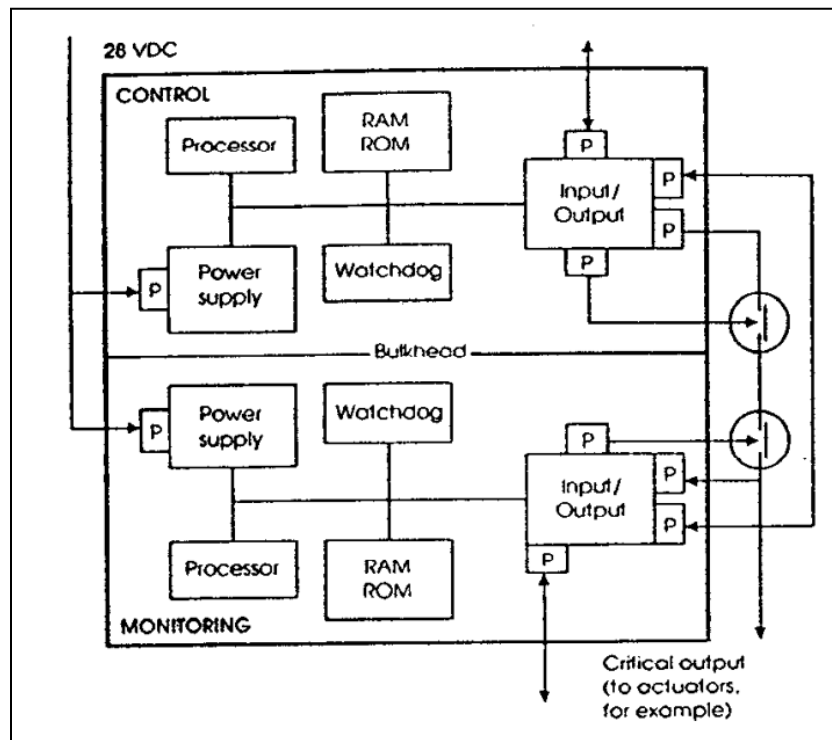 28 VDC
CONTROL
Processor
RAM
ROM
P
Input/
Output
P
P
P
Power
supply
P
Watchdog
Bulkhead
Power
supply
P
Watchdog
P
Input/
Output
P
P
P
Processor
RAM
ROM
MONITORING
Critical output
(to actuators,
for example)